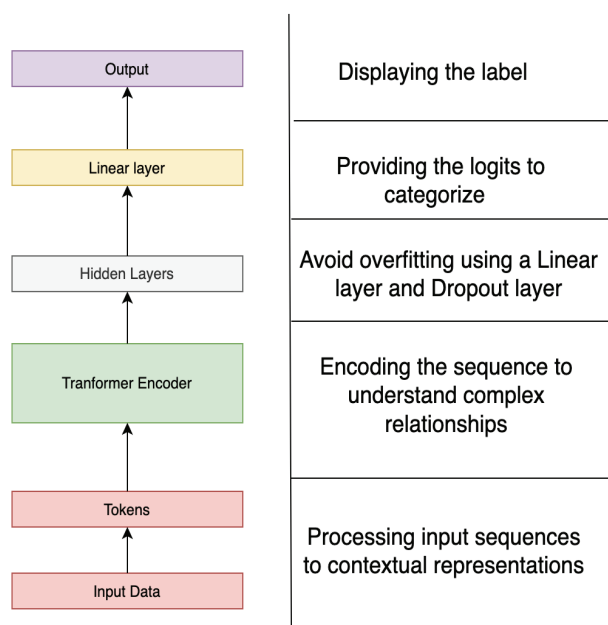 Output
Displaying the label
Linear layer
Providing the logits to
categorize
Hidden Layers
Avoid overfitting using a Linear
layer and Dropout layer
Tranformer Encoder
Encoding the sequence to
understand complex
relationships
Tokens
Processing input sequences
to contextual representations
Input Data